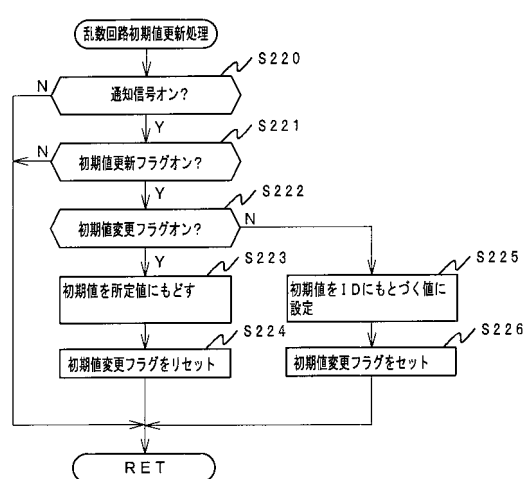 乱数回路初期値更新処理
S220
N
通知信号オン?
Y
S221
N
初期値更新フラグオン?
Y
S222
初期値変更フラグオン?
N
Y
S223
初期値を所定値にもどす
S225
初期値をIDにもとづく値に
設定
S224
初期値変更フラグをリセット
S226
初期値変更フラグをセット
RET